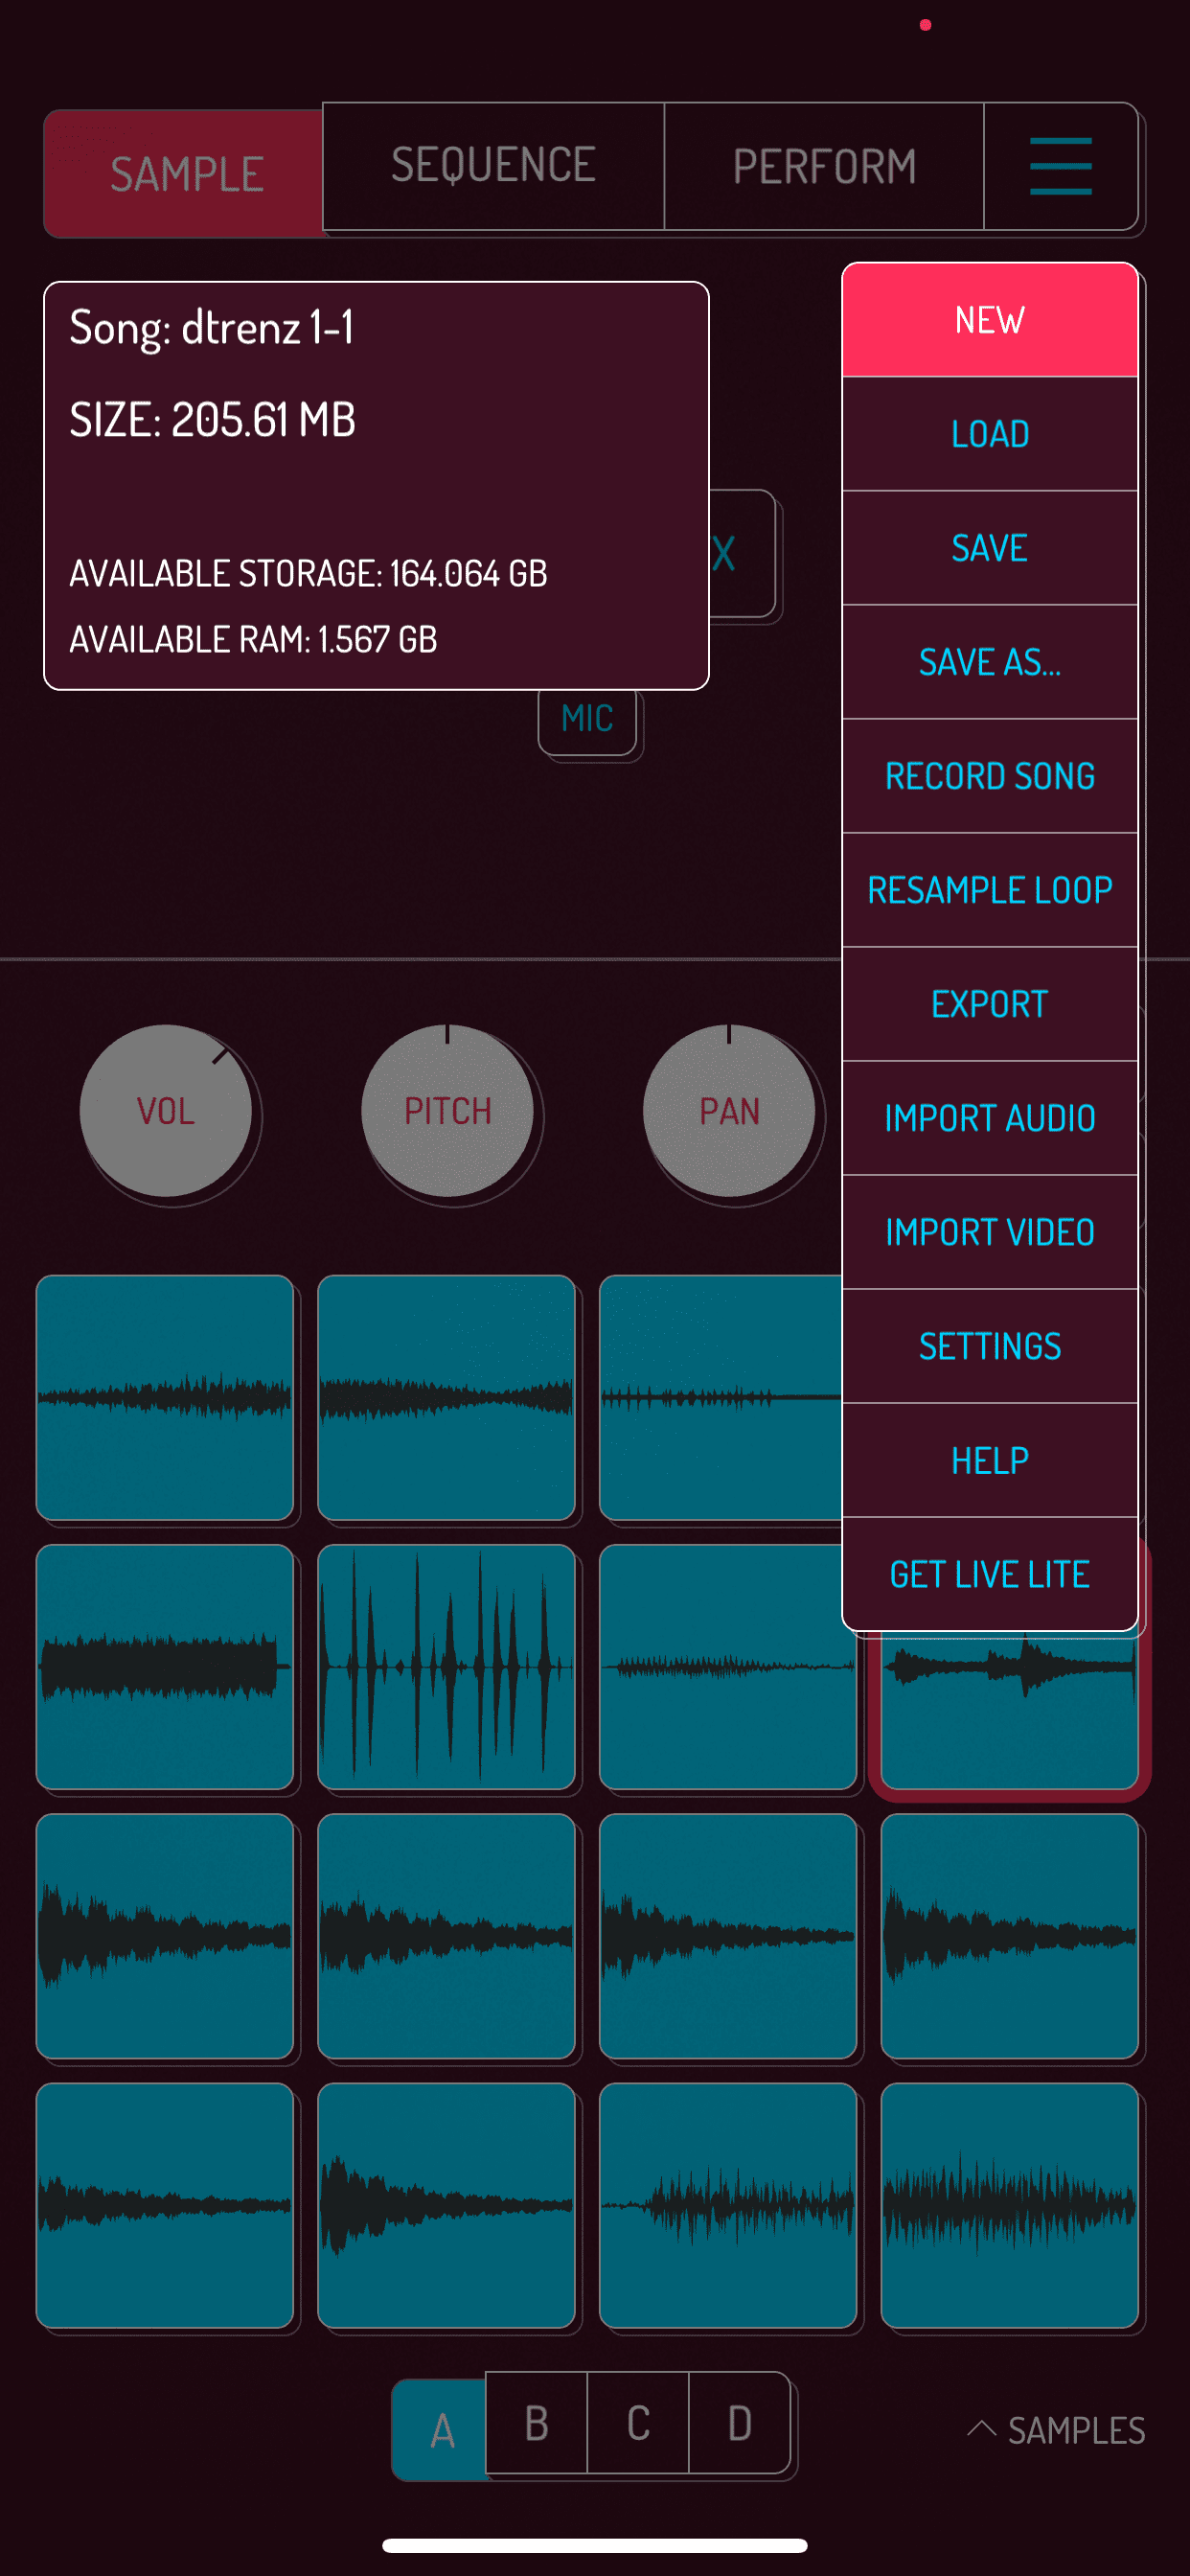 SAMPLE
SEQUENCE
PERFORM
Song: dtrenz 1-1
SIZE: 205.61 MB
AVAILABLE STORAGE: 164.064 GB
AVAILABLE RAM: 1.567 GB
X
MIC
NEW
LOAD
SAVE
SAVE AS...
RECORD SONG
RESAMPLE LOOP
EXPORT
IMPORT AUDIO
IMPORT VIDEO
SETTINGS
HELP
GET LIVE LITE
VOL
PITCH
PAN
A
B
C
D
SAMPLES